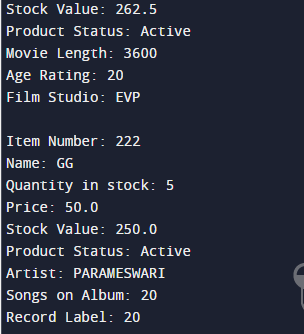 Stock Value: 262.5
Product Status: Active
Movie Length: 3600
Age Rating: 20
Film Studio: EVP
Item Number: 222
Name: GG
Quantity in stock: 5
Price: 50.0
Stock Value: 250.0
Product Status: Active
Artist: PARAMESWARI
Songs on Album: 20
Record Label: 20